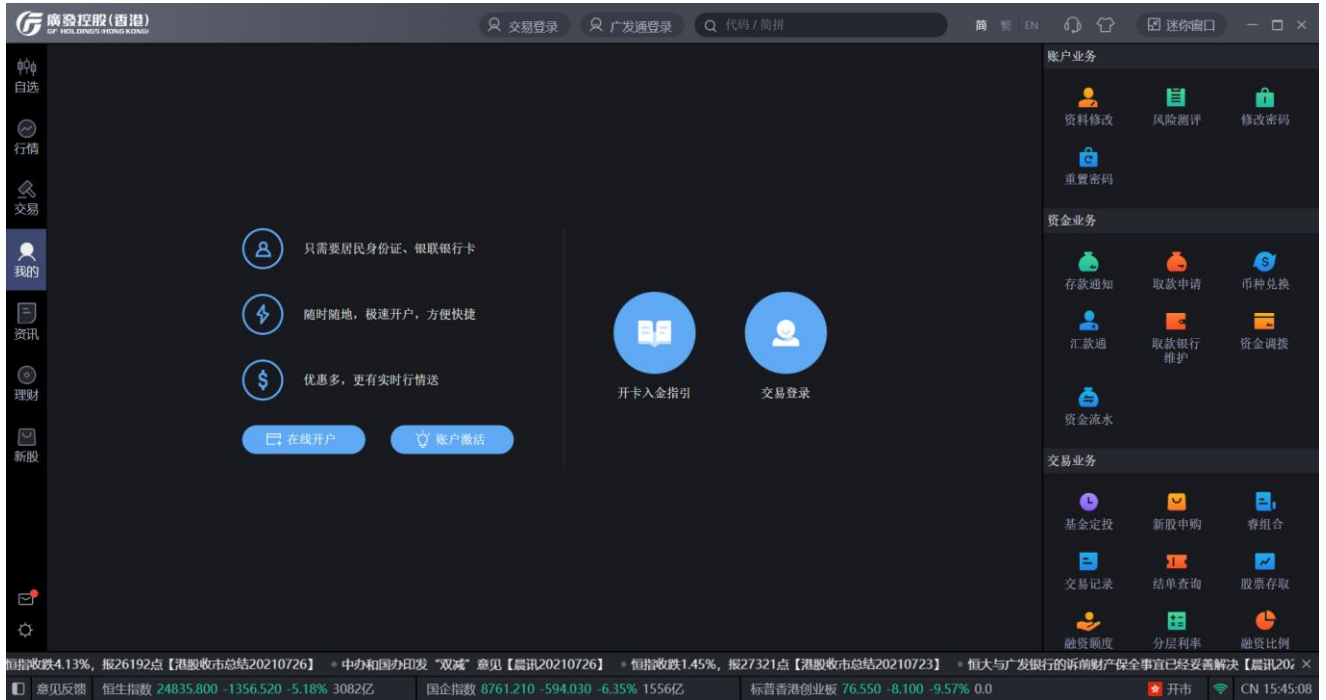 廣發控股(香港)
GF HOLDINGS (HONG KONG)
交易登录
广发通登录
代码 / 简拼
简 繁 EN
迷你窗口
自选
行情
交易
我的
资讯
理财
新股
只需要居民身份证、银联银行卡
随时随地，极速开户，方便快捷
优惠多，更有实时行情送
在线开户
账户激活
开卡入金指引
交易登录
账户业务
资料修改 风险测评 修改密码
重置密码
资金业务
存款通知 取款申请 币种兑换
汇款通 取款银行 资金调拨
维护
资金流水
交易业务
基金定投 新股申购 睿组合
交易记录 结单查询 股票存取
融资额度 分层利率 融资比例
恒指收跌4.13%，报26192点【港股收市总结20210726】 中办和国办印发“双减”意见【晨讯20210726】 恒指收跌1.45%，报27321点【港股收市总结20210723】 恒大与广发银行的诉前财产保全事宜已经妥善解决【晨讯202
意见反馈 恒生指数 24835.800 -1356.520 -5.18% 3082亿 国企指数 8761.210 -594.030 -6.35% 1556亿 标普香港创业板 76.550 -8.100 -9.57% 0.0 开市 CN 15:45:08